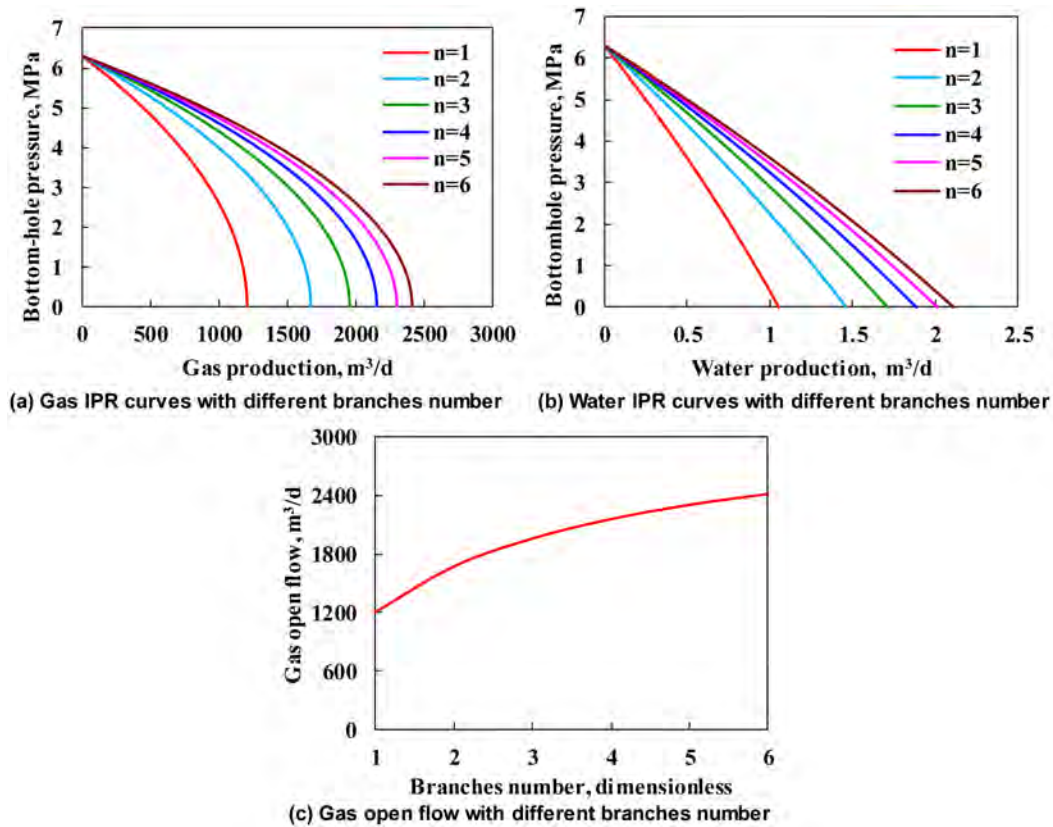 7
6
5
4
3
2
1
0
Bottom-hole pressure, MPa
n=1
n=2
n=3
n=4
n=5
n=6
0 500 1000 1500 2000 2500 3000
Gas production, m³/d
(a) Gas IPR curves with different branches number
7
6
5
4
3
2
1
0
Bottomhole pressure, MPa
n=1
n=2
n=3
n=4
n=5
n=6
0 0.5 1 1.5 2 2.5
Water production, m³/d
(b) Water IPR curves with different branches number
3000
2400
1800
1200
600
0
Gas open flow, m³/d
1 2 3 4 5 6
Branches number, dimensionless
(c) Gas open flow with different branches number